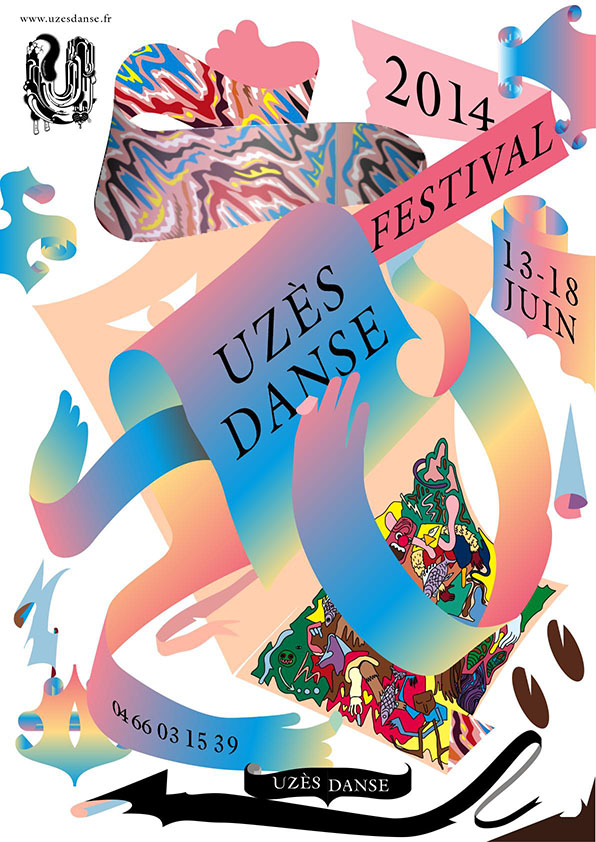 www.uzesdanse.fr
2014
FESTIVAL
13-18
JUIN
UZÈS
DANSE
04 66 03 15 39
UZÈS DANSE